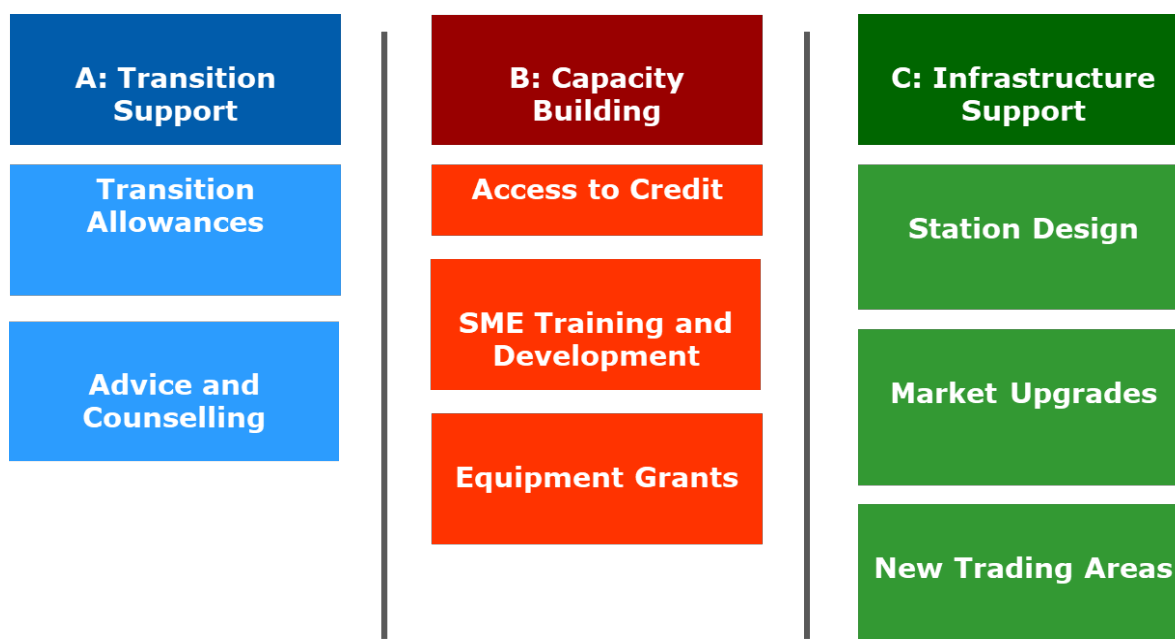 A: Transition
Support
Transition
Allowances
Advice and
Counselling
B: Capacity
Building
Access to Credit
SME Training and
Development
Equipment Grants
C: Infrastructure
Support
Station Design
Market Upgrades
New Trading Areas